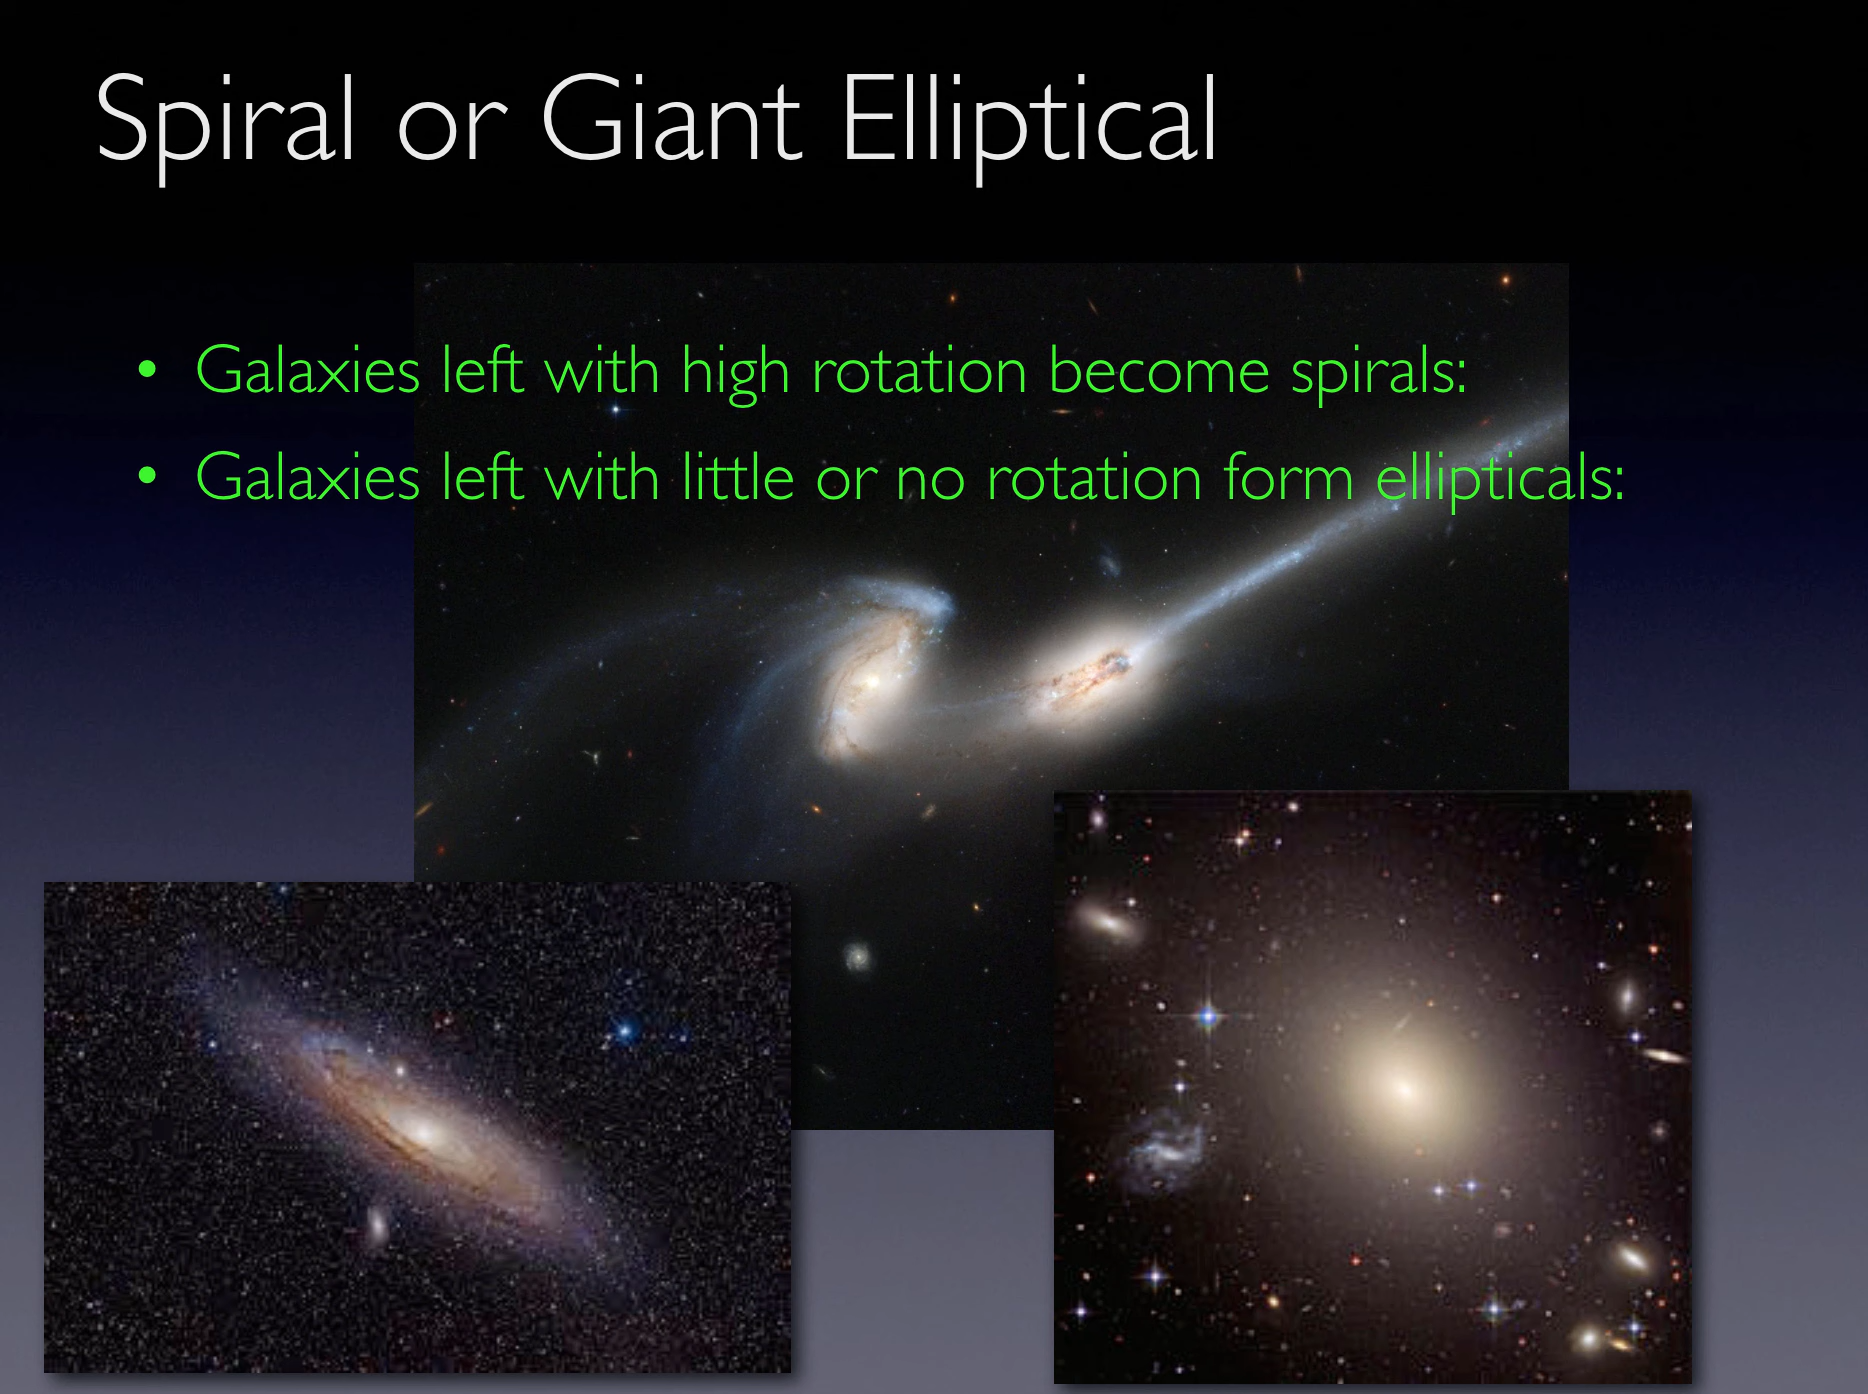 Spiral or Giant Elliptical
• Galaxies left with high rotation become spirals:
• Galaxies left with little or no rotation form ellipticals: